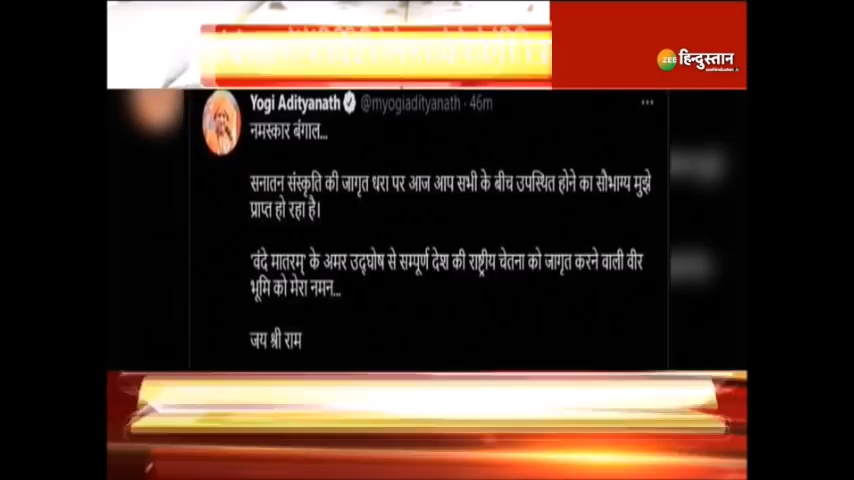 ZEE हिन्दुस्तान
Yogi Adityanath @myogiadityanath · 46m
नमस्कार बंगाल...
सनातन संस्कृति की जागृत धरा पर आज आप सभी के बीच उपस्थित होने का सौभाग्य मुझे
प्राप्त हो रहा है।
'वंदे मातरम्' के अमर उद्घोष से सम्पूर्ण देश की राष्ट्रीय चेतना को जागृत करने वाली वीर
भूमि को मेरा नमन...
जय श्री राम